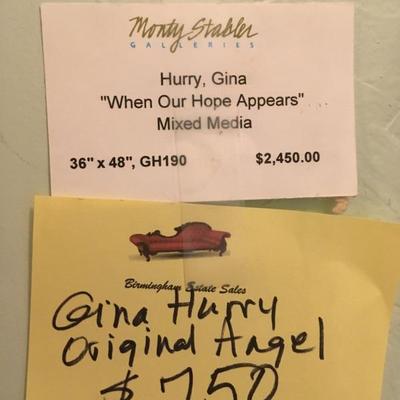 Monty Stabler
GALLERIES
Hurry, Gina
"When Our Hope Appears"
Mixed Media
36" x 48", GH190 $2,450.00
Birmingham Estate Sales
Gina Hurry
Original Angel
$750